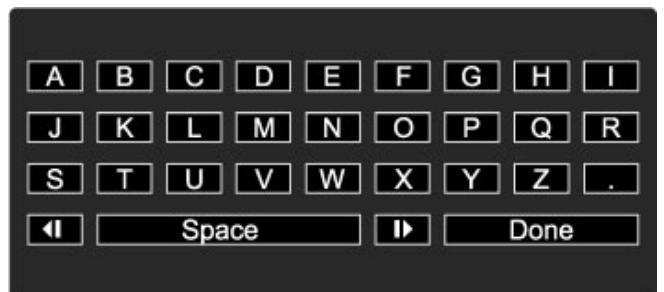 A B C D E F G H I
J K L M N O P Q R
S T U V W X Y Z .
Space Done